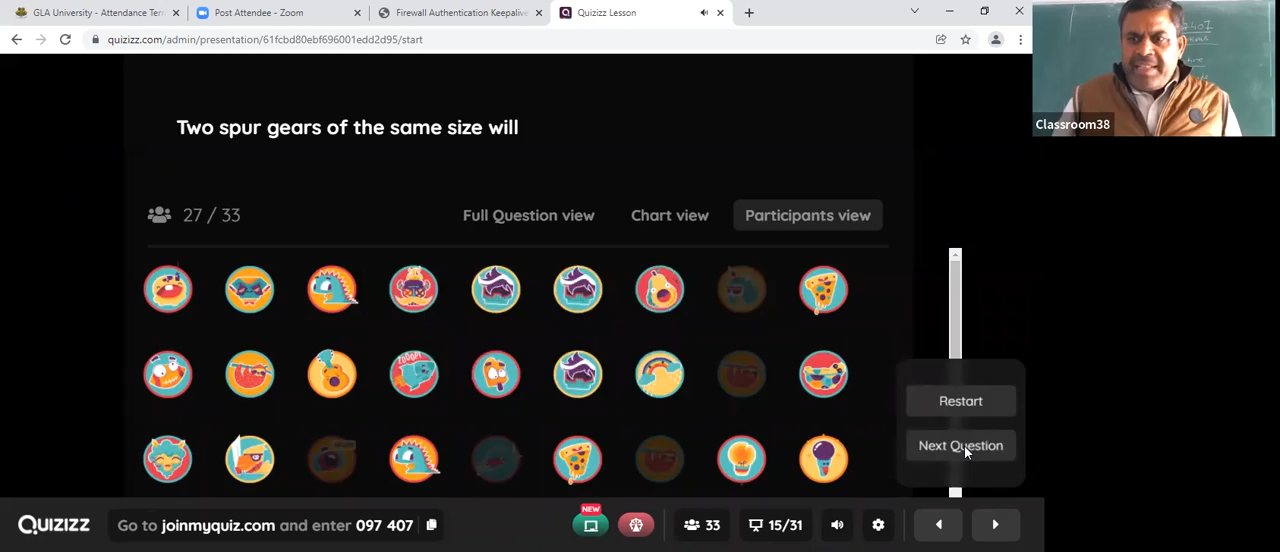 GLA University - Attendance Ter
Post Attendee - Zoom
Firewall Authentication Keepalive
Quizizz Lesson
quizizz.com/admin/presentation/61fcbd80ebf696001edd2d95/start
Classroom38
Two spur gears of the same size will
27 / 33
Full Question view
Chart view
Participants view
ZOOOP!
Restart
Next Question
QUIZIZZ
Go to joinmyquiz.com and enter 097 407
NEW
33
15/31